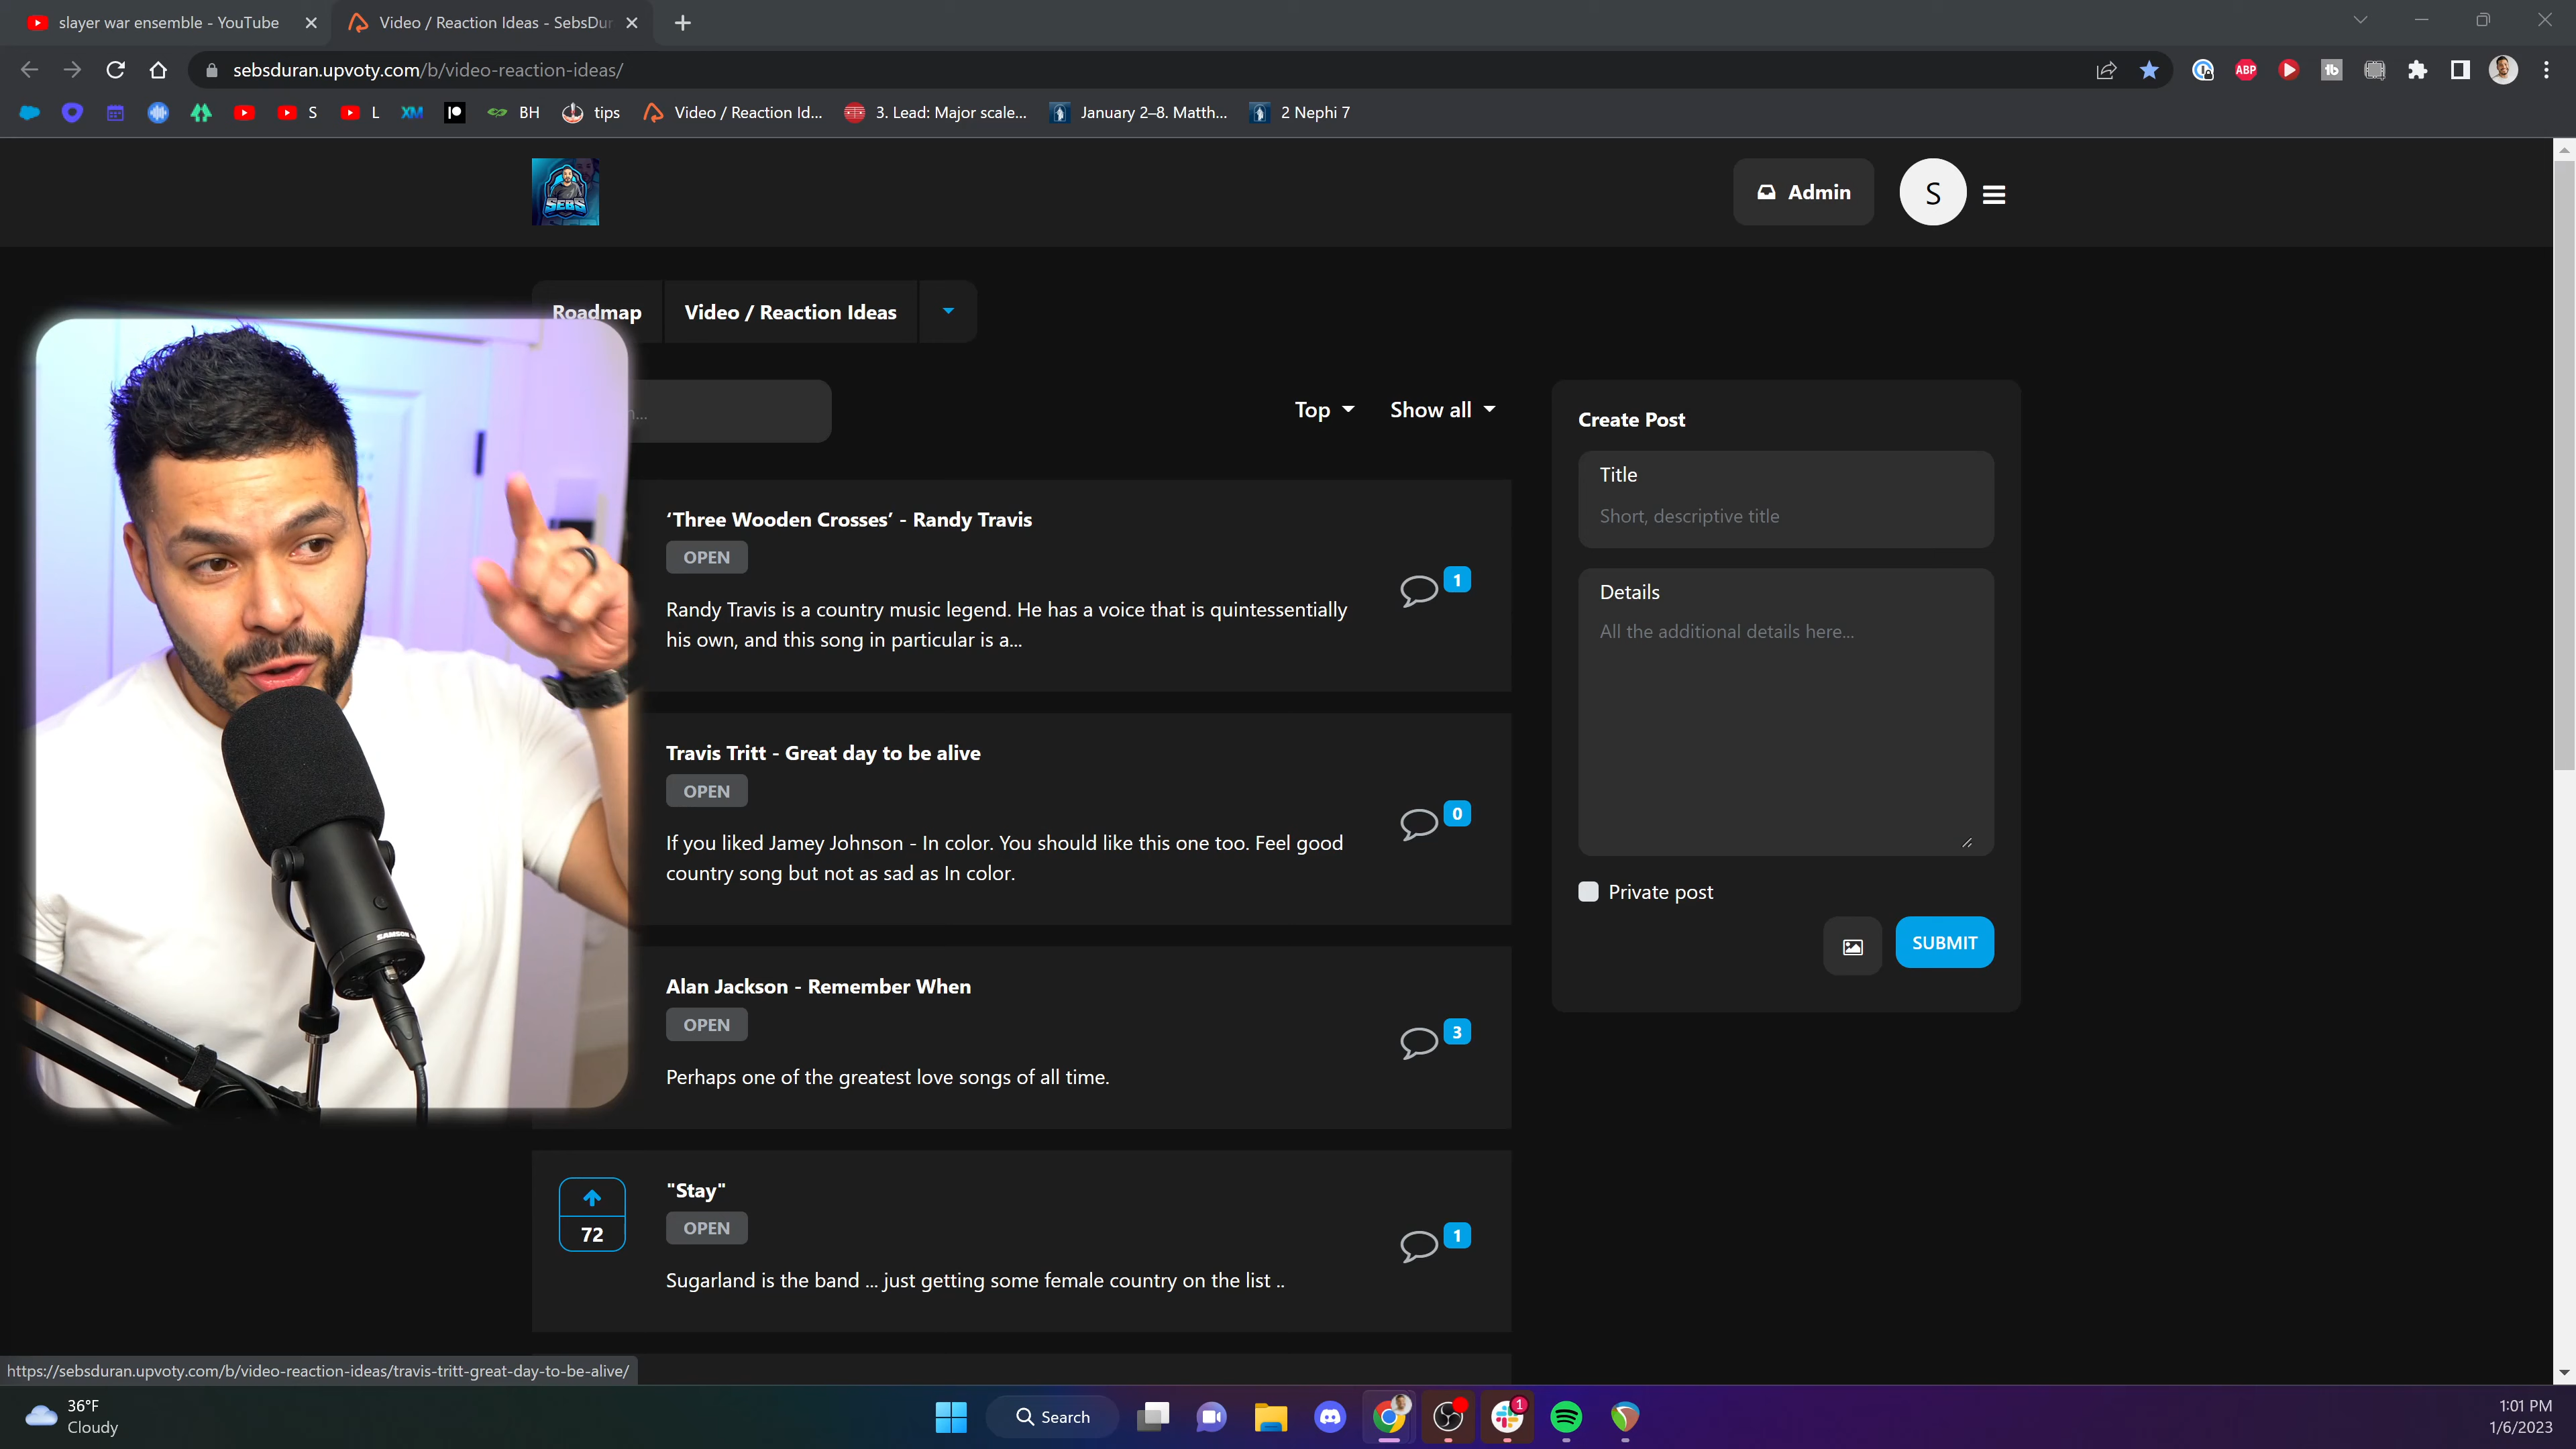 slayer war ensemble - YouTube
Video / Reaction Ideas - SebsDur
sebsduran.upvoty.com/b/video-reaction-ideas/
ABP
tb
S
L
XM
BH
tips
Video / Reaction Id...
3. Lead: Major scale...
January 2–8. Matth...
2 Nephi 7
SEBS
Admin
S
Roadmap
Video / Reaction Ideas
Top
Show all
Create Post
Title
Short, descriptive title
Details
All the additional details here...
Private post
SUBMIT
‘Three Wooden Crosses’ - Randy Travis
OPEN
Randy Travis is a country music legend. He has a voice that is quintessentially
his own, and this song in particular is a...
1
Travis Tritt - Great day to be alive
OPEN
If you liked Jamey Johnson - In color. You should like this one too. Feel good
country song but not as sad as In color.
0
Alan Jackson - Remember When
OPEN
Perhaps one of the greatest love songs of all time.
3
72
"Stay"
OPEN
Sugarland is the band ... just getting some female country on the list ..
1
SAMSON
https://sebsduran.upvoty.com/b/video-reaction-ideas/travis-tritt-great-day-to-be-alive/
36°F
Cloudy
Search
1
1:01 PM
1/6/2023